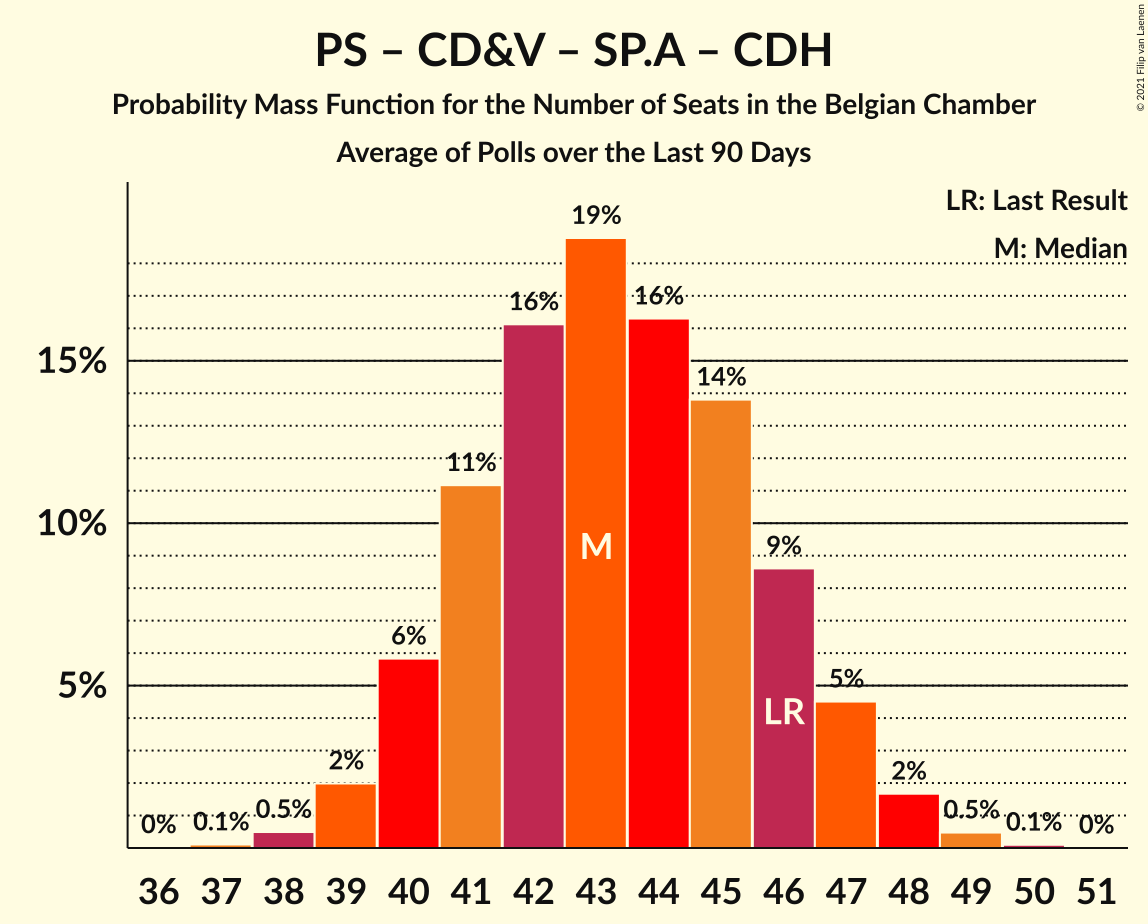 PS – CD&V – SP.A – CDH
Probability Mass Function for the Number of Seats in the Belgian Chamber
Average of Polls over the Last 90 Days
© 2021 Filip van Laenen
LR: Last Result
M: Median
15%
10%
5%
0%
0.1%
0.5%
2%
6%
11%
16%
19%
16%
14%
9%
5%
2%
0.5%
0.1%
0%
M
LR
36 37 38 39 40 41 42 43 44 45 46 47 48 49 50 51